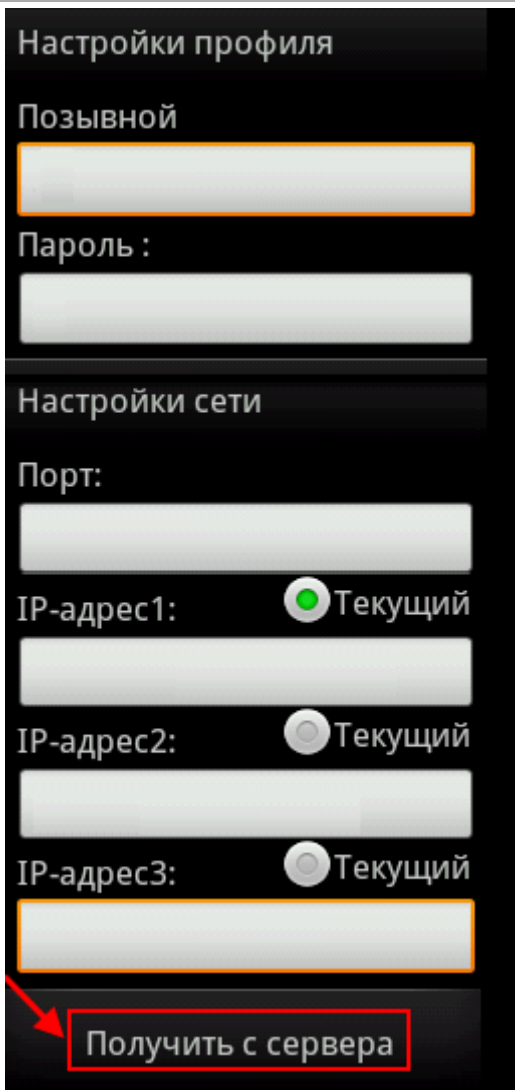 Настройки профиля
Позывной
Пароль :
Настройки сети
Порт:
IP-адрес1:
Текущий
IP-адрес2:
Текущий
IP-адрес3:
Текущий
Получить с сервера